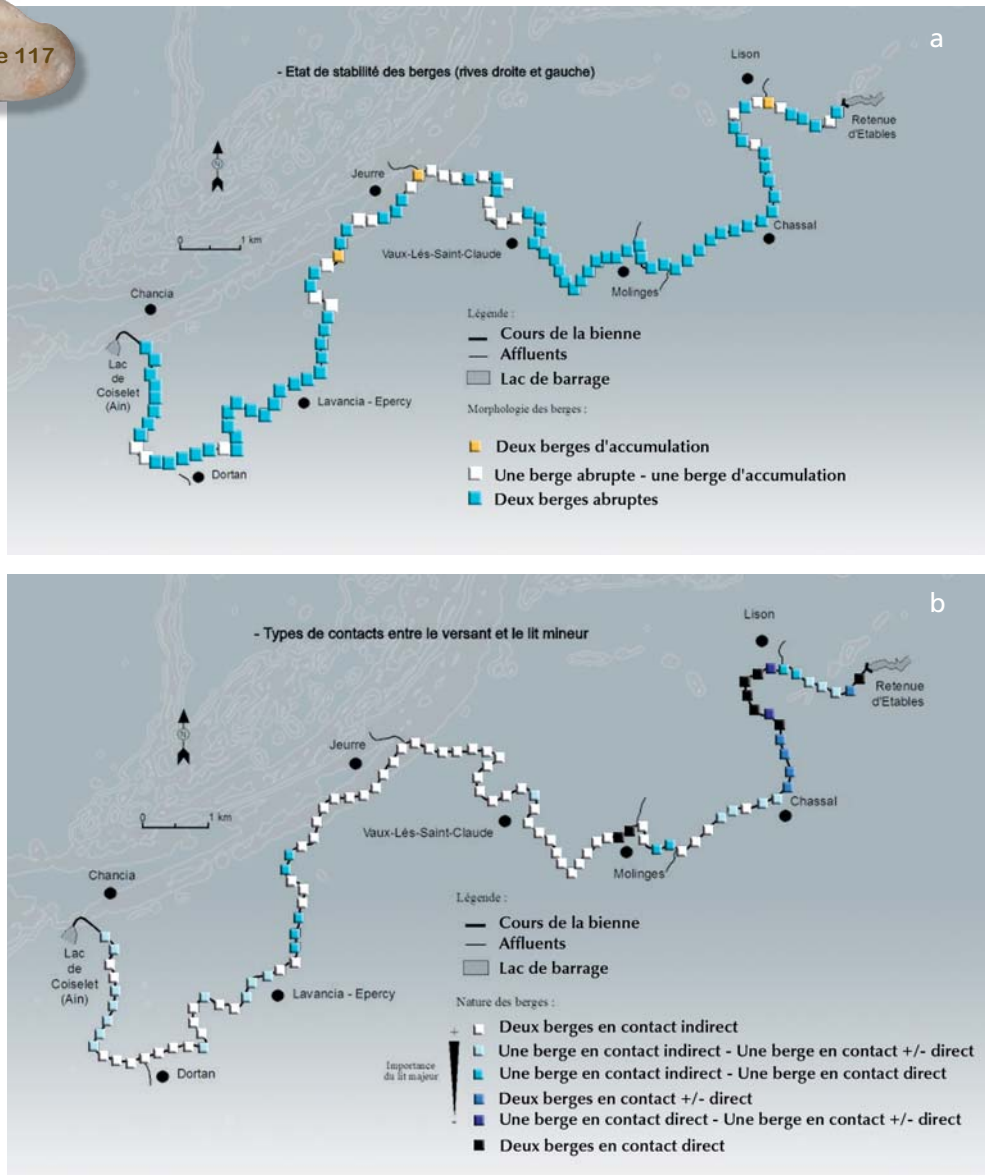 e 117
a
- Etat de stabilité des berges (rives droite et gauche)
Lison
Retenue
d'Etables
N
Jeurre
0 1 km
Chassal
Vaux-Lés-Saint-Claude
Molinges
Chancia
Légende :
Cours de la bienne
Affluents
Lac de barrage
Lac
de
Coiselet
(Ain)
Lavancia - Epercy
Morphologie des berges :
Deux berges d'accumulation
Une berge abrupte - une berge d'accumulation
Deux berges abruptes
Dortan
b
- Types de contacts entre le versant et le lit mineur
Lison
Retenue
d'Etables
N
Jeurre
0 1 km
Chassal
Vaux-Lés-Saint-Claude
Molinges
Chancia
Légende :
Cours de la bienne
Affluents
Lac de barrage
Lac
de
Coiselet
(Ain)
Lavancia - Epercy
Nature des berges :
+
Importance
du lit majeur
-
Deux berges en contact indirect
Une berge en contact indirect - Une berge en contact +/- direct
Une berge en contact indirect - Une berge en contact direct
Deux berges en contact +/- direct
Une berge en contact direct - Une berge en contact +/- direct
Deux berges en contact direct
Dortan